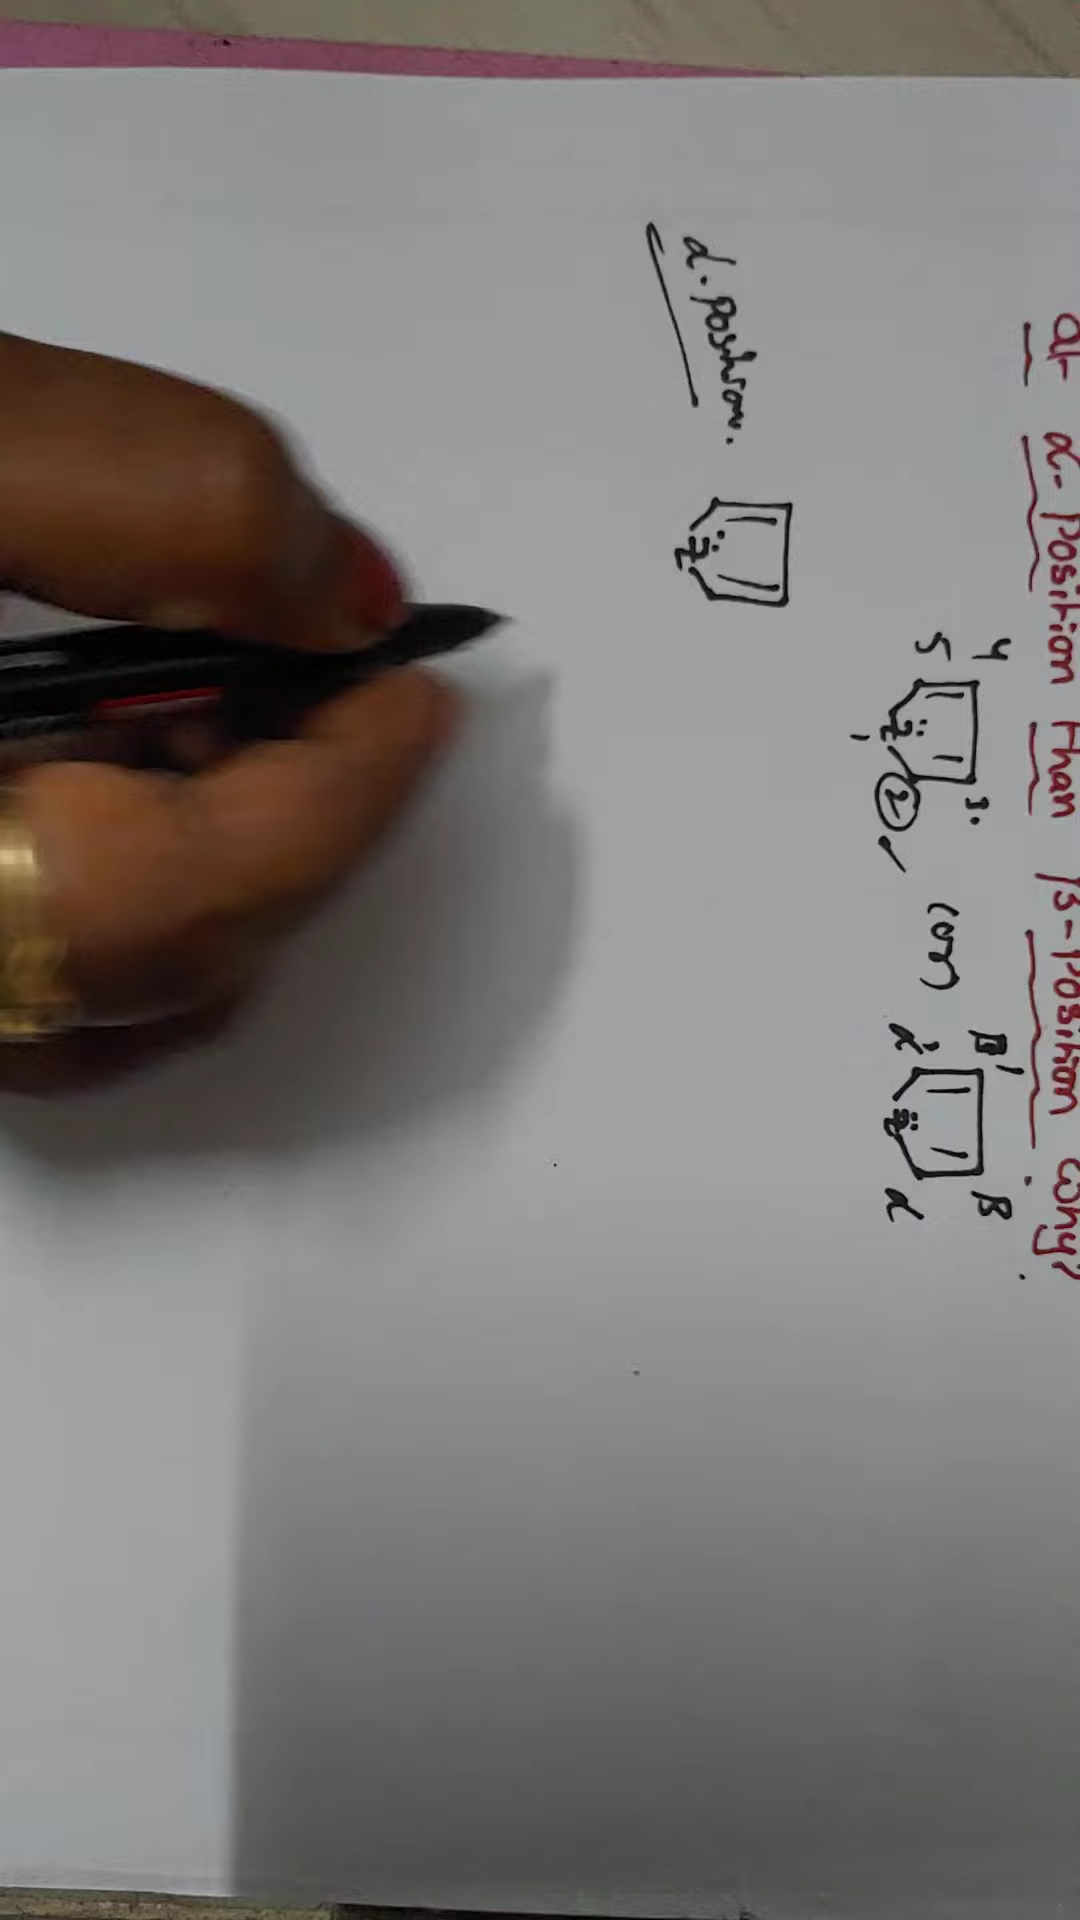 at α-Position than β-Position why?
4 3.
5 2
1
(or)
β' β
α' α
α-position.